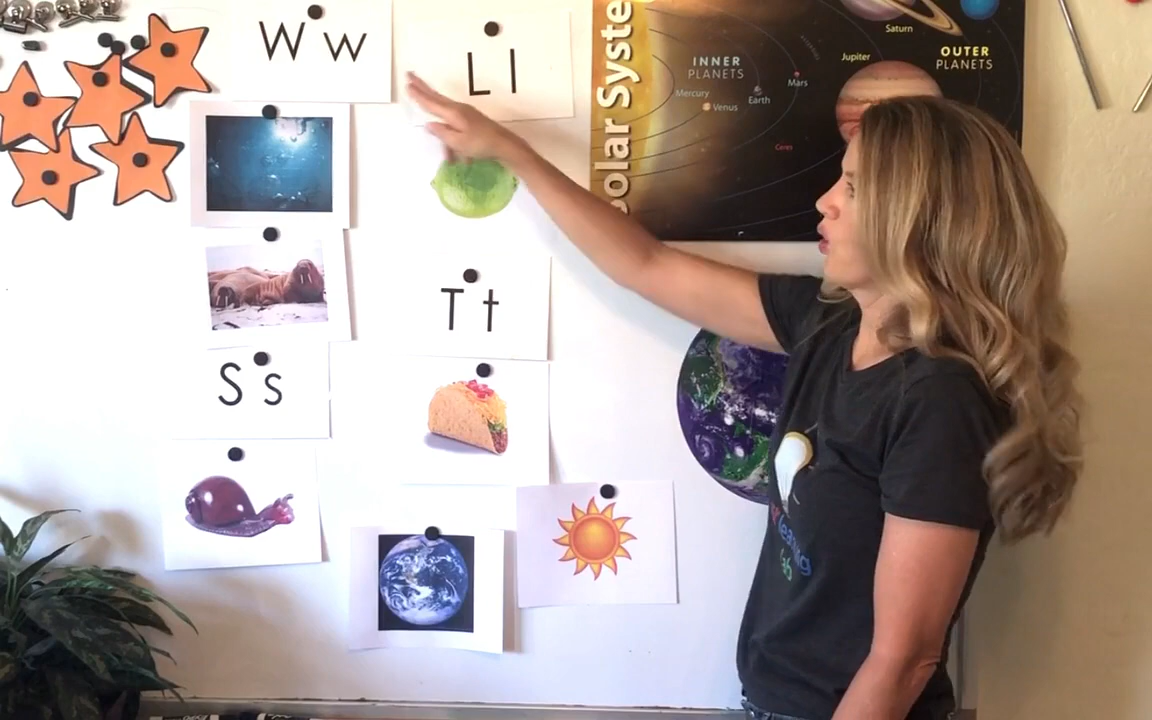 Ww
Ll
Tt
Ss
Solar Syste
INNER
PLANETS
Mercury
Venus
Earth
Mars
Ceres
Jupiter
Saturn
OUTER
PLANETS